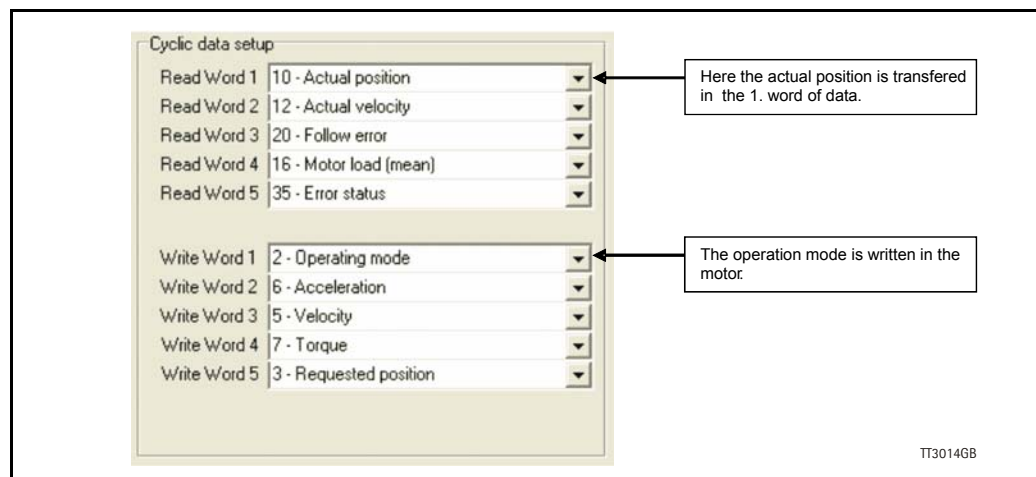 Cyclic data setup
Read Word 1 10 - Actual position
Here the actual position is transfered
in the 1. word of data.
Read Word 2 12 - Actual velocity
Read Word 3 20 - Follow error
Read Word 4 16 - Motor load (mean)
Read Word 5 35 - Error status
Write Word 1 2 - Operating mode
The operation mode is written in the
motor.
Write Word 2 6 - Acceleration
Write Word 3 5 - Velocity
Write Word 4 7 - Torque
Write Word 5 3 - Requested position
TT3014GB